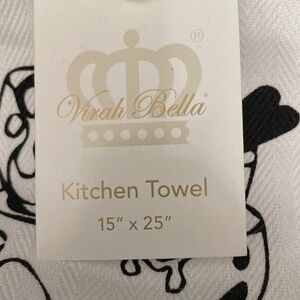 ®
Virah Bella
Kitchen Towel
15" x 25"